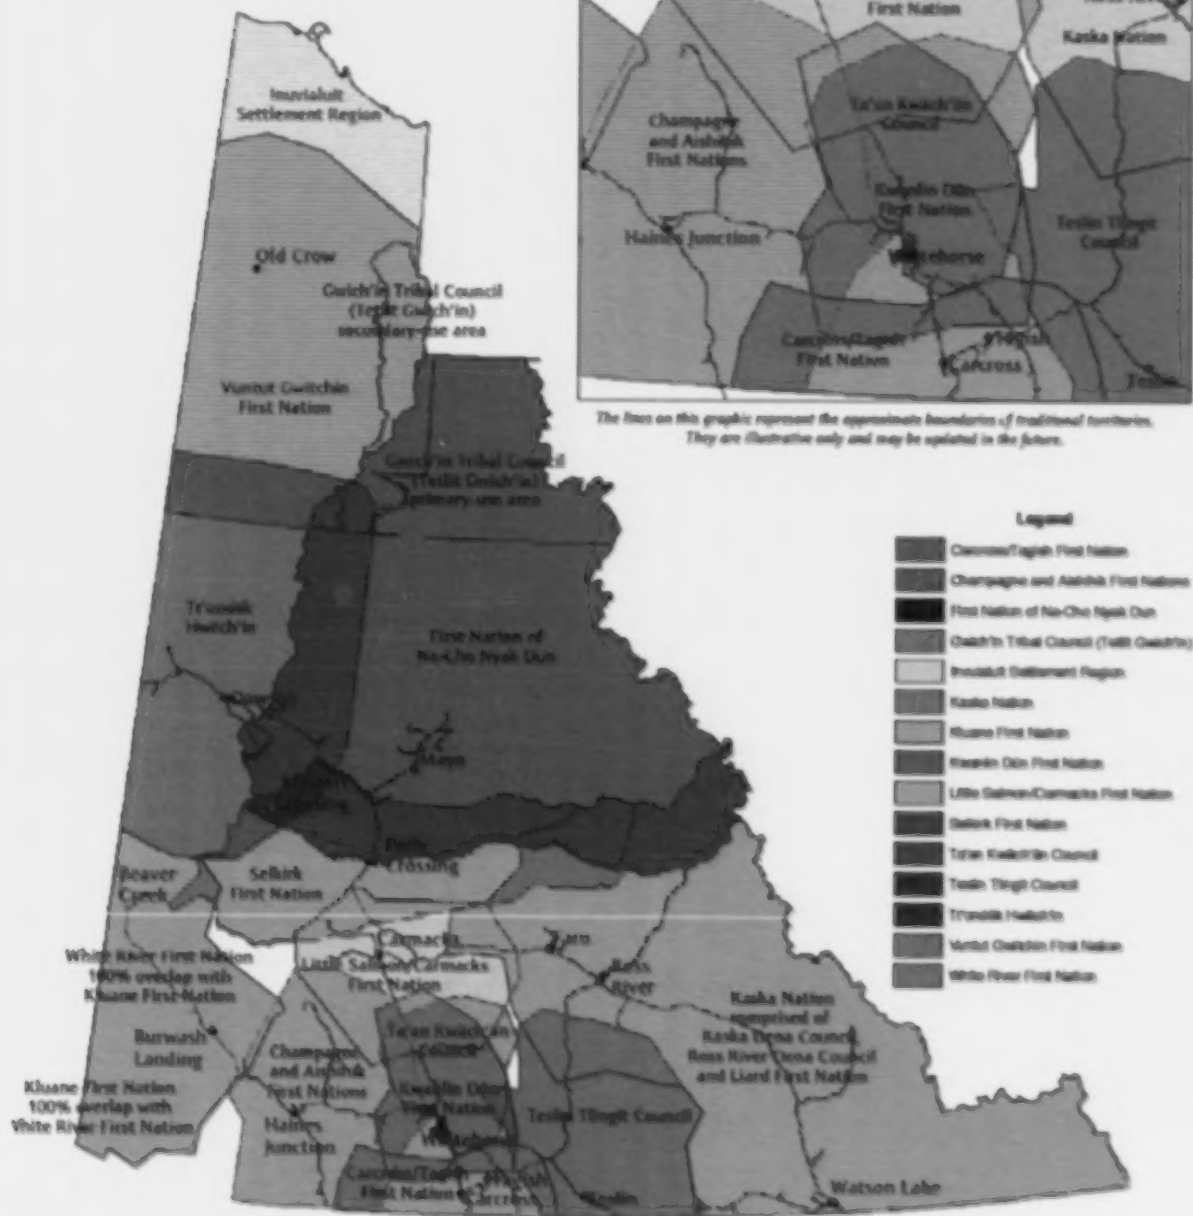 Inuvialuit
Settlement Region
Old Crow
Gwich'in Tribal Council
(Tetlit Gwich'in)
secondary-use area
Vuntut Gwitchin
First Nation
Gwich'in Tribal Council
(Tetlit Gwich'in)
primary-use area
Tr'ondëk
Hwëch'in
First Nation of
Na-Cho Nyak Dun
Dawson
Mayo
Stewart
Crossing
Pelly
Crossing
Beaver
Creek
Selkirk
First Nation
Carmacks
Faro
White River First Nation
100% overlap with
Kluane First Nation
Little Salmon/Carmacks
First Nation
Ross
River
Burwash
Landing
Champagne
and Aishihik
First Nations
Ta'an Kwäch'än
Council
Kaska Nation
comprised of
Kaska Dena Council,
Ross River Dena Council
and Liard First Nation
Kluane First Nation
100% overlap with
White River First Nation
Kwanlin Dün
First Nation
Teslin Tlingit Council
Haines
Junction
Whitehorse
Carcross/Tagish
First Nation
Tagish
Carcross
Teslin
Watson Lake
First Nation
Kaska Nation
Champagne
and Aishihik
First Nations
Ta'an Kwäch'än
Council
Kwanlin Dün
First Nation
Haines Junction
Whitehorse
Teslin Tlingit
Council
Carcross/Tagish
First Nation
Tagish
Carcross
Teslin
The lines on this graphic represent the approximate boundaries of traditional territories.
They are illustrative only and may be updated in the future.
Legend
Carcross/Tagish First Nation
Champagne and Aishihik First Nations
First Nation of Na-Cho Nyak Dun
Gwich'in Tribal Council (Tetlit Gwich'in)
Inuvialuit Settlement Region
Kaska Nation
Kluane First Nation
Kwanlin Dün First Nation
Little Salmon/Carmacks First Nation
Selkirk First Nation
Ta'an Kwäch'än Council
Teslin Tlingit Council
Tr'ondëk Hwëch'in
Vuntut Gwitchin First Nation
White River First Nation